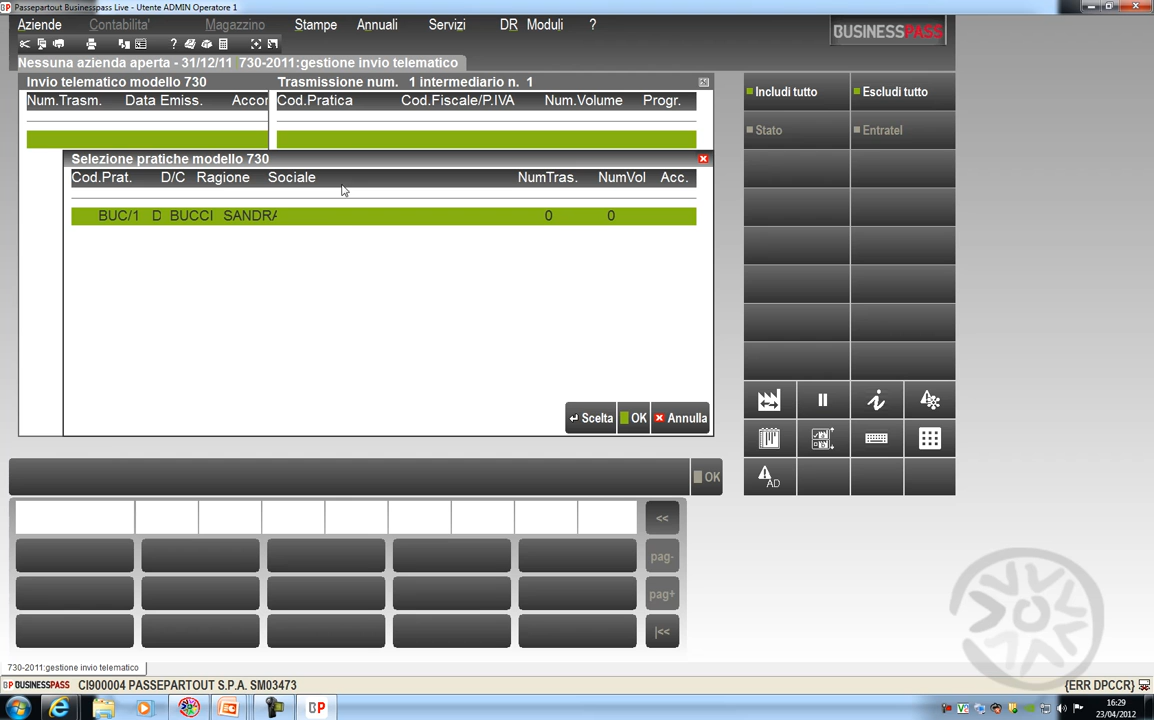 Passepartout Businesspass Live - Utente ADMIN Operatore 1
Aziende Contabilita' Magazzino Stampe Annuali Servizi DR Moduli ?
BUSINESSPASS
Nessuna azienda aperta - 31/12/11 730-2011:gestione invio telematico
Invio telematico modello 730 Trasmissione num. 1 intermediario n. 1
Num.Trasm. Data Emiss. Accor Cod.Pratica Cod.Fiscale/P.IVA Num.Volume Progr.
Includi tutto Escludi tutto
Stato Entratel
Selezione pratiche modello 730
Cod.Prat. D/C Ragione Sociale NumTras. NumVol Acc.
BUC/1 D BUCCI SANDRA 0 0
Scelta OK Annulla
OK
AD
<<
pag-
pag+
|<<
730-2011:gestione invio telematico
BUSINESSPASS CI900004 PASSEPARTOUT S.P.A. SM03473 {ERR DPCCR}
16:29
23/04/2012